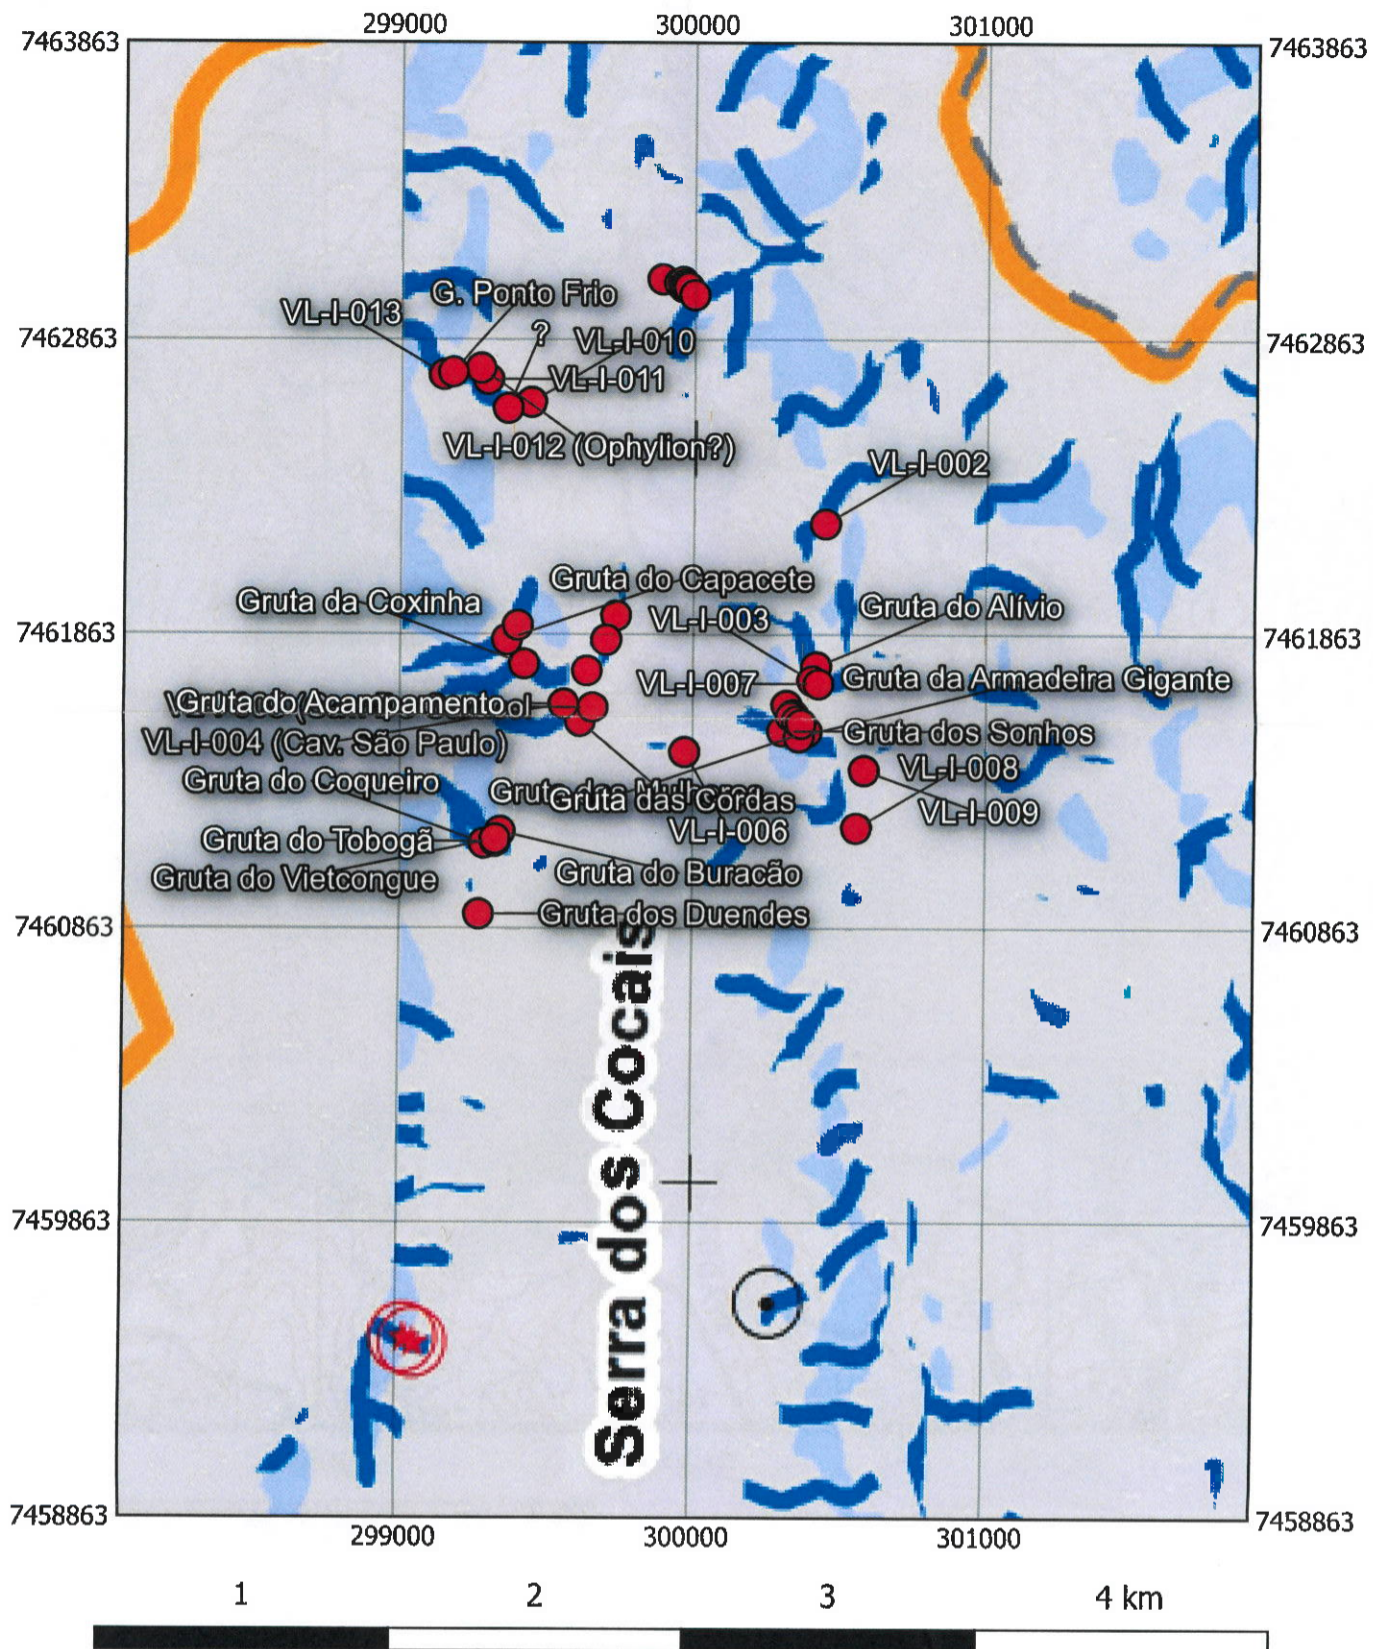 299000 300000 301000
7463863 7463863
G. Ponto Frio
VL-I-013
? VL-I-010
7462863 7462863
VL-I-011
VL-I-012 (Ophylion?)
VL-I-002
Gruta do Capacete
Gruta da Coxinha
VL-I-003 Gruta do Alívio
7461863 7461863
VL-I-007 Gruta da Armadeira Gigante
Gruta do Acampamento
Gruta dos Sonhos
VL-I-004 (Cav. São Paulo)
VL-I-008
Gruta do Coqueiro
Gruta das Cordas
VL-I-009
VL-I-006
Gruta do Tobogã
Gruta do Buracão
Gruta do Vietcongue
Gruta dos Duendes
7460863 7460863
Serra dos Cocais
7459863 7459863
7458863 7458863
299000 300000 301000
1 2 3 4 km